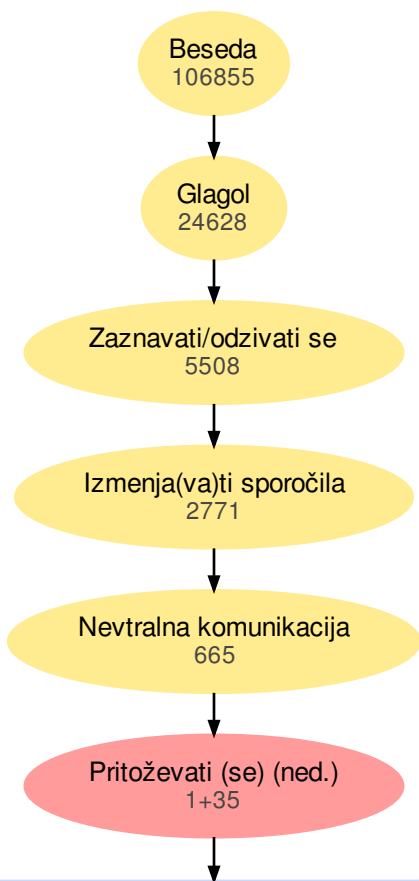 Beseda
106855
Glagol
24628
Zaznavati/odzivati se
5508
Izmenja(va)ti sporočila
2771
Nevtralna komunikacija
665
Pritoževati (se) (ned.)
1+35